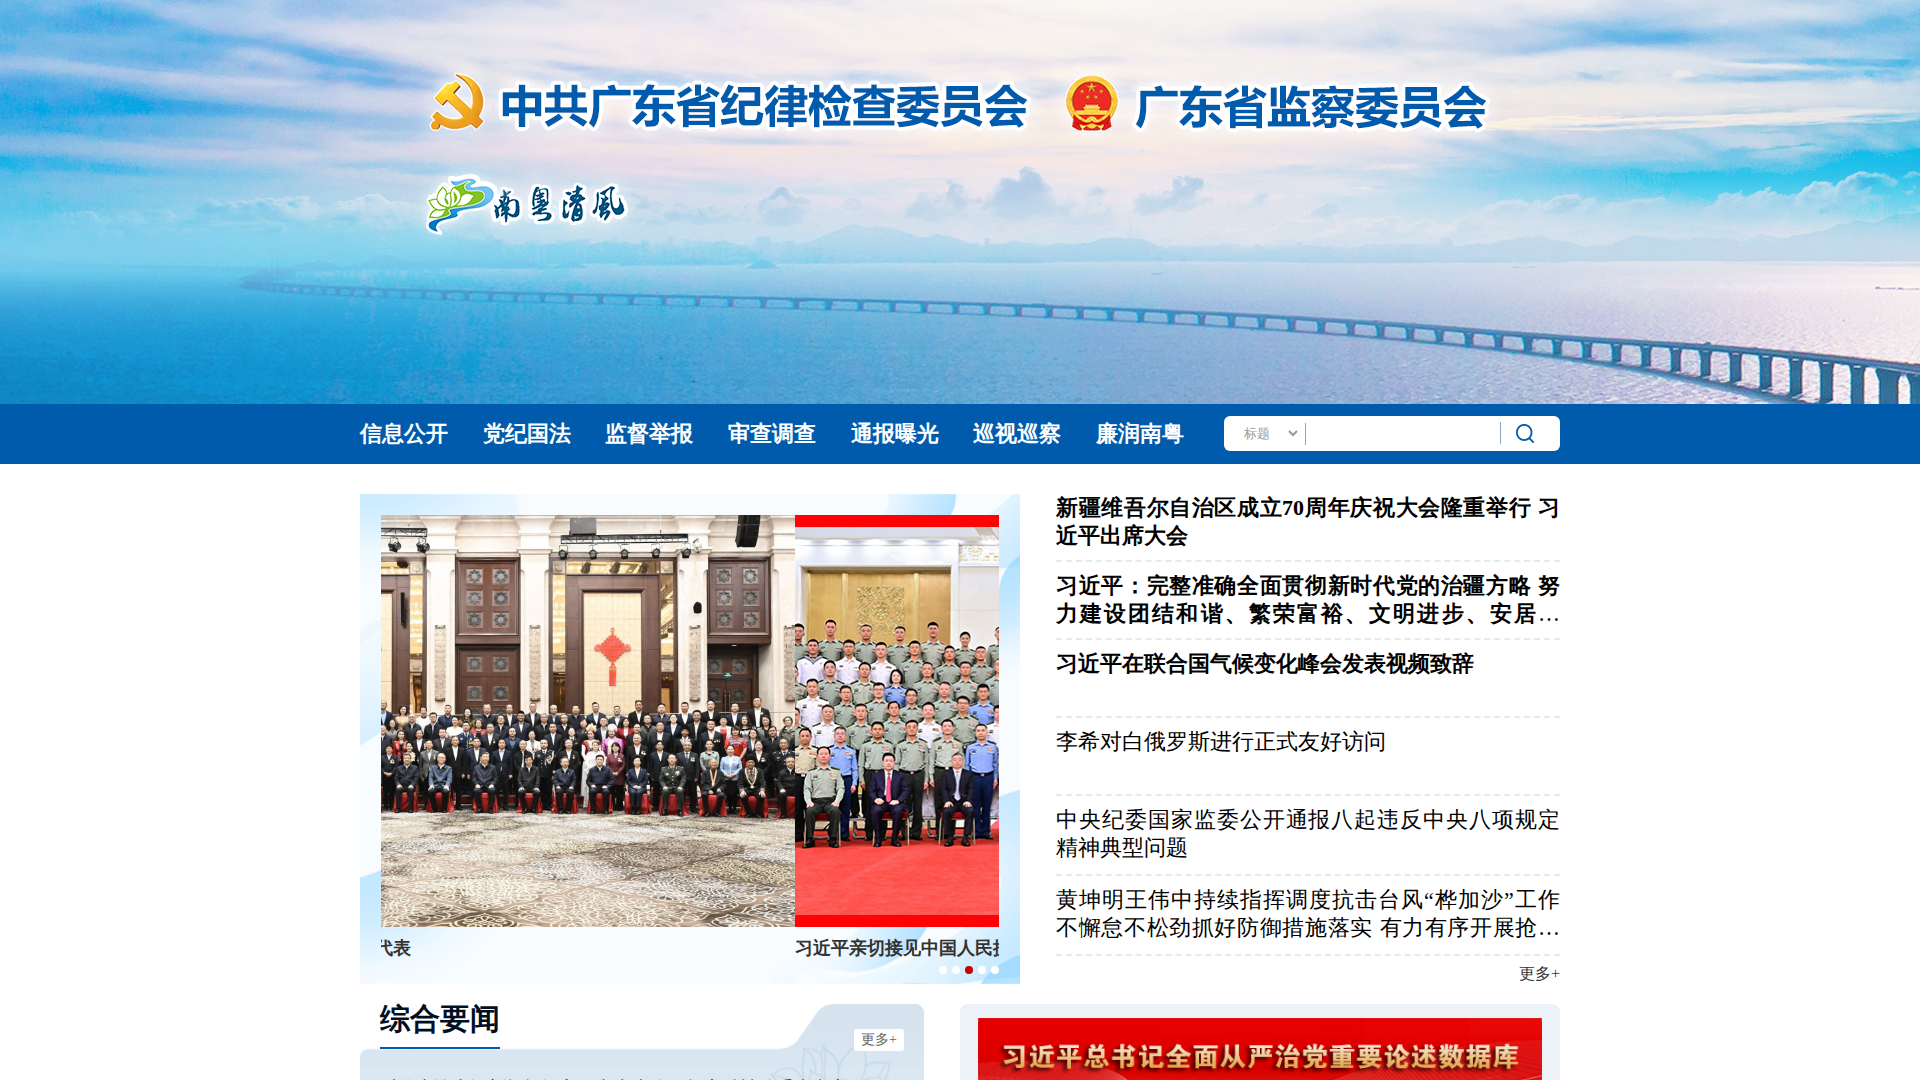 中共广东省纪律检查委员会 广东省监察委员会
南粤清風
信息公开 党纪国法 监督举报 审查调查 通报曝光 巡视巡察 廉润南粤 标题
新疆维吾尔自治区成立70周年庆祝大会隆重举行 习
近平出席大会
习近平：完整准确全面贯彻新时代党的治疆方略 努
力建设团结和谐、繁荣富裕、文明进步、安居…
习近平在联合国气候变化峰会发表视频致辞
李希对白俄罗斯进行正式友好访问
中央纪委国家监委公开通报八起违反中央八项规定
精神典型问题
黄坤明王伟中持续指挥调度抗击台风“桦加沙”工作
不懈怠不松劲抓好防御措施落实 有力有序开展抢…
更多+
代表 习近平亲切接见中国人民
综合要闻
更多+
习近平总书记全面从严治党重要论述数据库